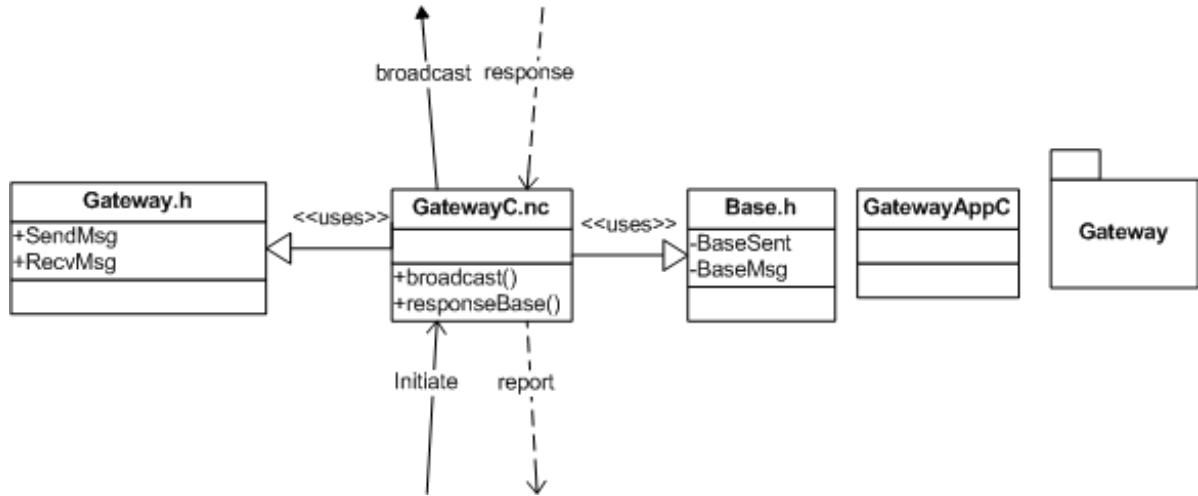 broadcast response
Gateway.h
+SendMsg
+RecvMsg
<<uses>>
GatewayC.nc
+broadcast()
+responseBase()
<<uses>>
Base.h
-BaseSent
-BaseMsg
GatewayAppC
Gateway
Initiate report